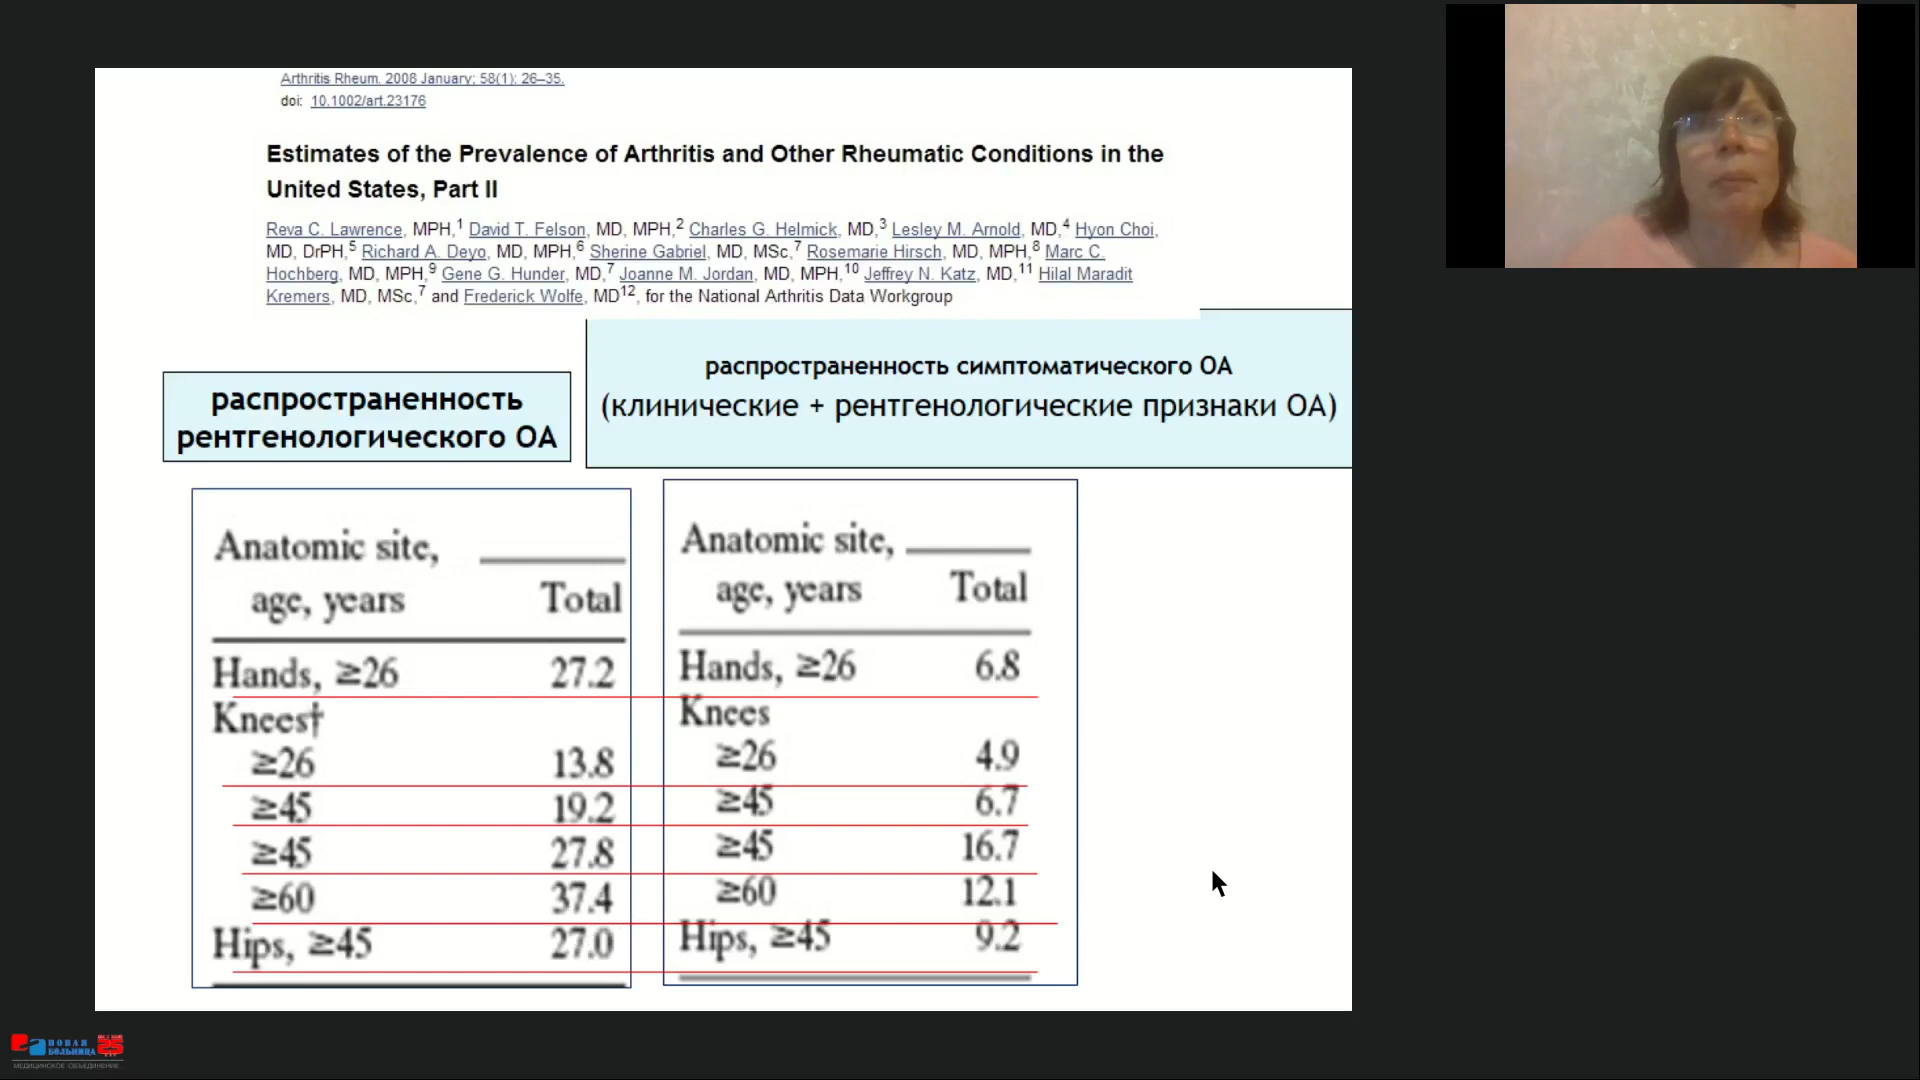 Arthritis Rheum. 2008 January; 58(1): 26–35.
doi: 10.1002/art.23176
Estimates of the Prevalence of Arthritis and Other Rheumatic Conditions in the
United States, Part II
Reva C. Lawrence, MPH,1 David T. Felson, MD, MPH,2 Charles G. Helmick, MD,3 Lesley M. Arnold, MD,4 Hyon Choi,
MD, DrPH,5 Richard A. Deyo, MD, MPH,6 Sherine Gabriel, MD, MSc,7 Rosemarie Hirsch, MD, MPH,8 Marc C.
Hochberg, MD, MPH,9 Gene G. Hunder, MD,7 Joanne M. Jordan, MD, MPH,10 Jeffrey N. Katz, MD,11 Hilal Maradit
Kremers, MD, MSc,7 and Frederick Wolfe, MD12, for the National Arthritis Data Workgroup
распространенность
рентгенологического ОА
распространенность симптоматического ОА
(клинические + рентгенологические признаки ОА)
Anatomic site,
age, years Total
Hands, ≥26 27.2
Knees†
≥26 13.8
≥45 19.2
≥45 27.8
≥60 37.4
Hips, ≥45 27.0
Anatomic site,
age, years Total
Hands, ≥26 6.8
Knees
≥26 4.9
≥45 6.7
≥45 16.7
≥60 12.1
Hips, ≥45 9.2
НОВАЯ
БОЛЬНИЦА
МЕДИЦИНСКОЕ ОБЪЕДИНЕНИЕ